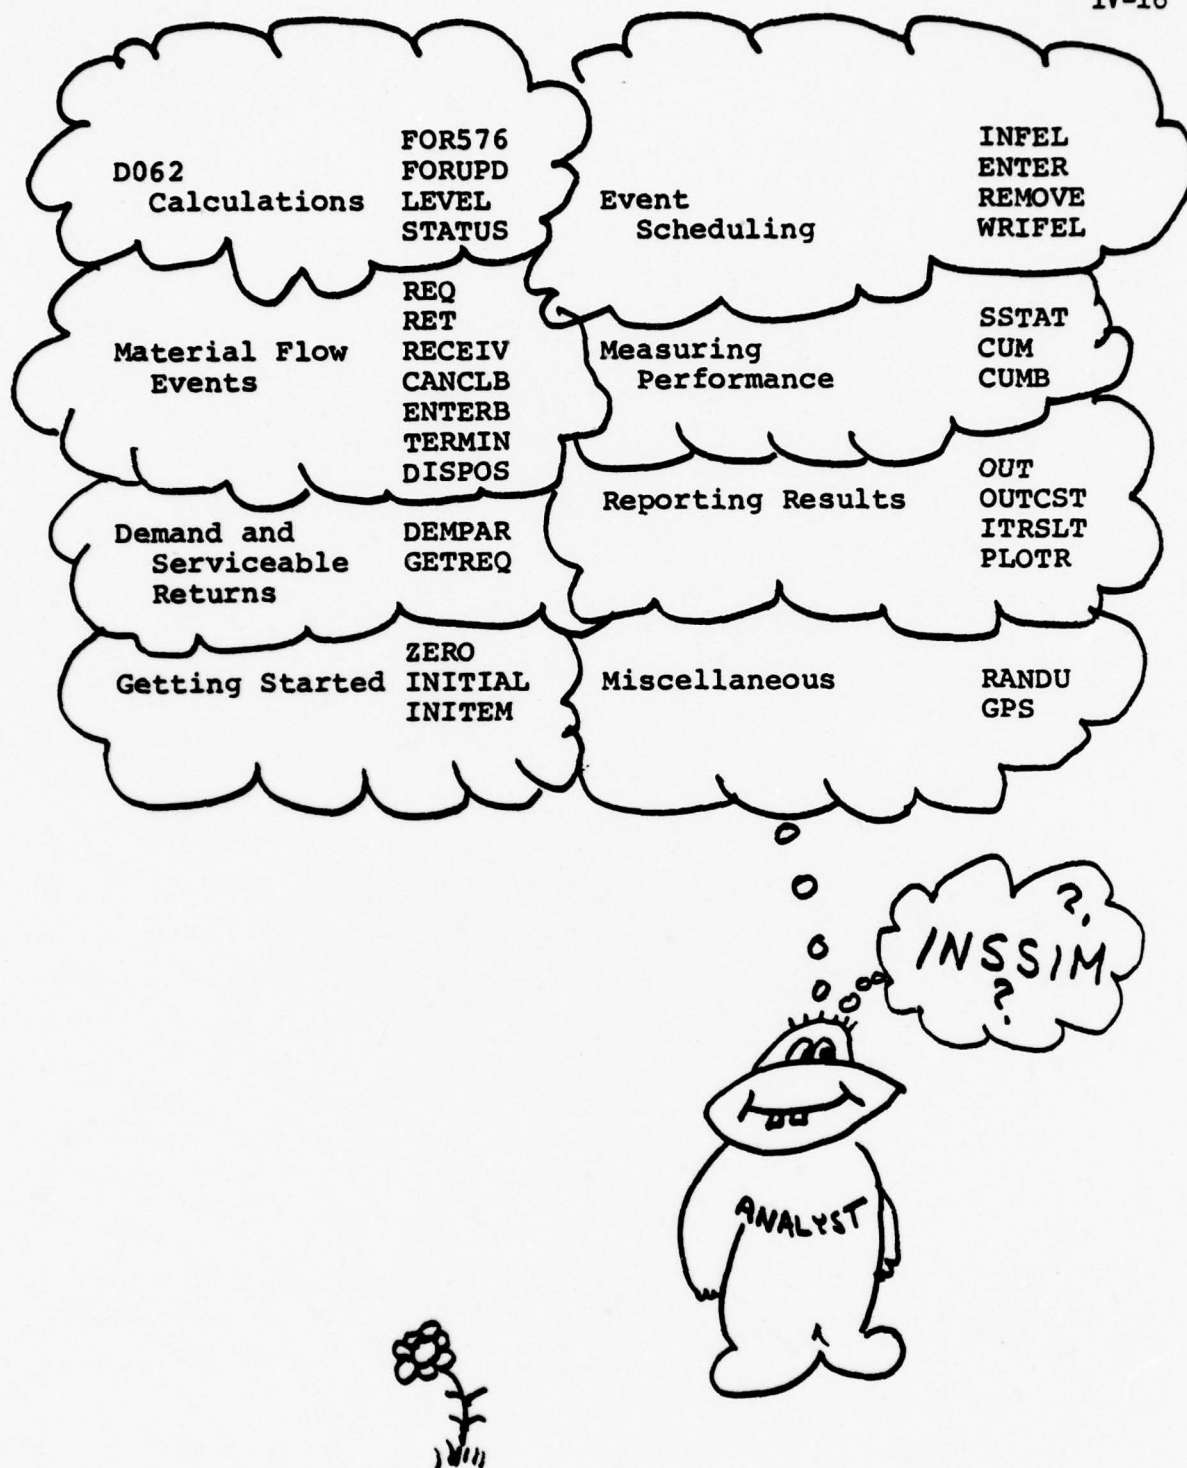 IV-16
FOR576
D062 FORUPD
Calculations LEVEL
STATUS
REQ
RET
Material Flow RECEIV
Events CANCLB
ENTERB
TERMIN
DISPOS
Demand and DEMPAR
Serviceable GETREQ
Returns
ZERO
Getting Started INITIAL
INITEM
INFEL
ENTER
Event REMOVE
Scheduling WRIFEL
SSTAT
Measuring CUM
Performance CUMB
OUT
Reporting Results OUTCST
ITRSLT
PLOTR
Miscellaneous RANDU
GPS
?
INSSIM
?
ANALYST